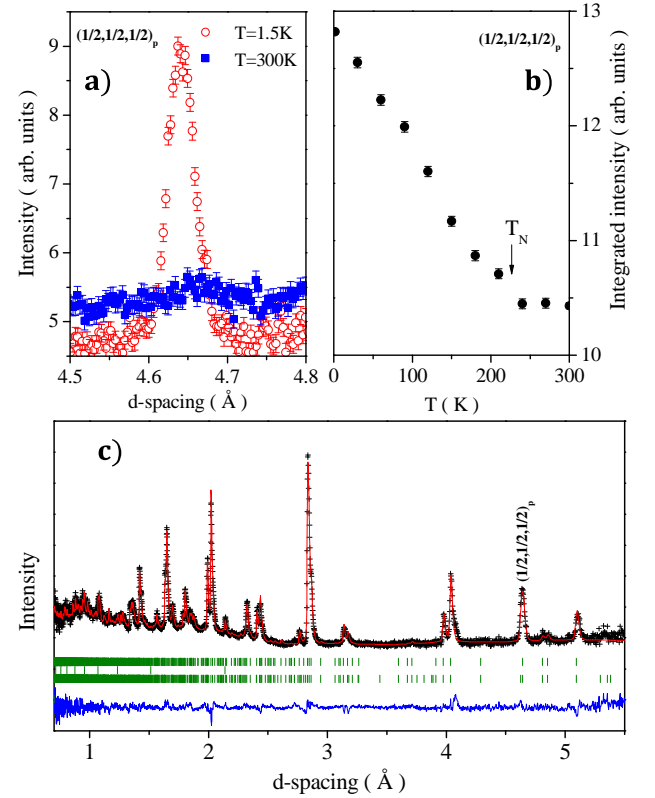 a)
(1/2,1/2,1/2)p
T=1.5K
T=300K
Intensity ( arb. units )
9
8
7
6
5
4.5 4.6 4.7 4.8
d-spacing ( Å )
b)
(1/2,1/2,1/2)p
TN
Integrated intensity ( arb. units )
13
12
11
10
0 100 200 300
T ( K )
c)
(1/2,1/2,1/2)p
Intensity
1 2 3 4 5
d-spacing ( Å )